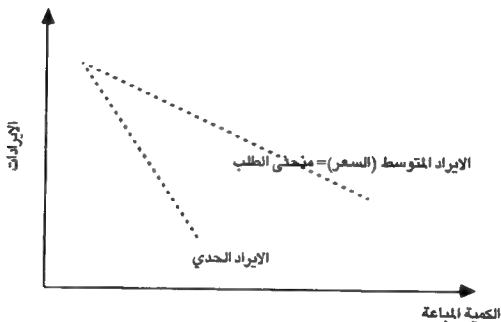 الايرادات
الايراد المتوسط (السعر)= منحنى الطلب
الايراد الحدي
الكمية المباعة